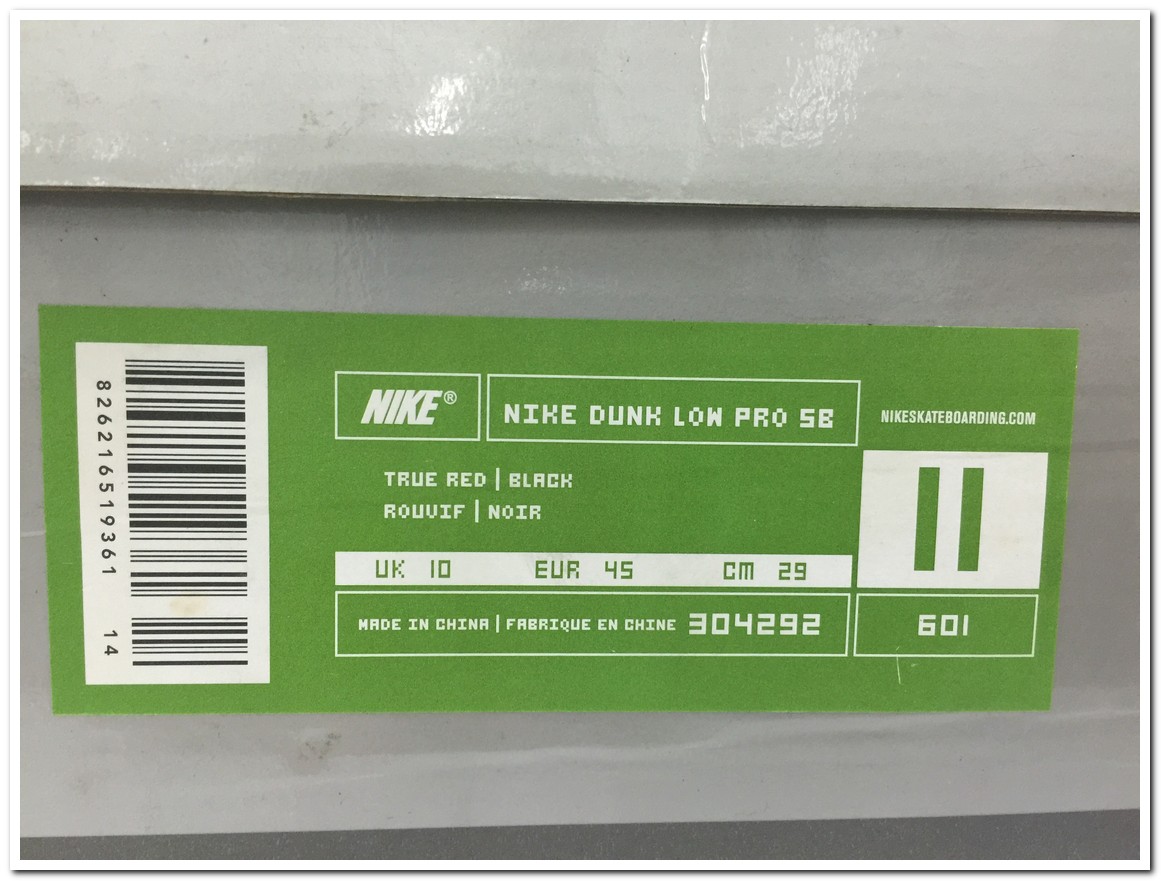 826216519361 14
NIKE®
NIKE DUNK LOW PRO SB
NIKESKATEBOARDING.COM
TRUE RED | BLACK
ROUVIF | NOIR
11
UK 10 EUR 45 CM 29
MADE IN CHINA | FABRIQUE EN CHINE 304292
601